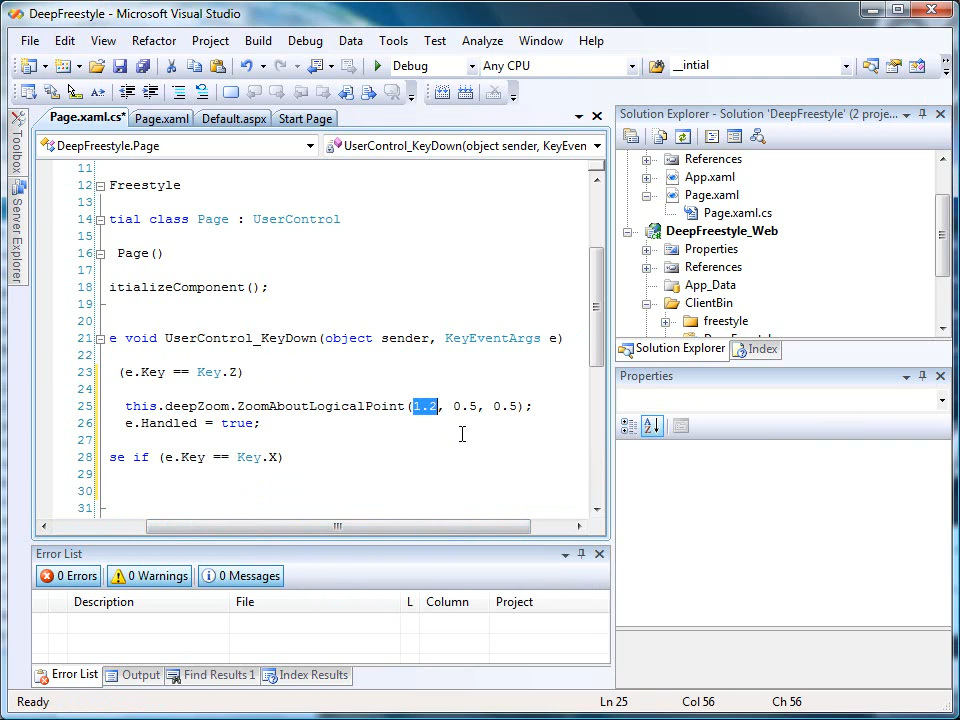 DeepFreestyle - Microsoft Visual Studio
File Edit View Refactor Project Build Debug Data Tools Test Analyze Window Help
Debug Any CPU __intial
Page.xaml.cs* Page.xaml Default.aspx Start Page
DeepFreestyle.Page UserControl_KeyDown(object sender, KeyEven
Toolbox
Server Explorer
11
12 Freestyle
13
14 tial class Page : UserControl
15
16 Page()
17
18 itializeComponent();
19
20
21 e void UserControl_KeyDown(object sender, KeyEventArgs e)
22
23 (e.Key == Key.Z)
24
25 this.deepZoom.ZoomAboutLogicalPoint(1.2, 0.5, 0.5);
26 e.Handled = true;
27
28 se if (e.Key == Key.X)
29
30
31
Solution Explorer - Solution 'DeepFreestyle' (2 proje...
References
App.xaml
Page.xaml
Page.xaml.cs
DeepFreestyle_Web
Properties
References
App_Data
ClientBin
freestyle
Solution Explorer Index
Properties
Error List
0 Errors 0 Warnings 0 Messages
Description File L Column Project
Error List Output Find Results 1 Index Results
Ready Ln 25 Col 56 Ch 56